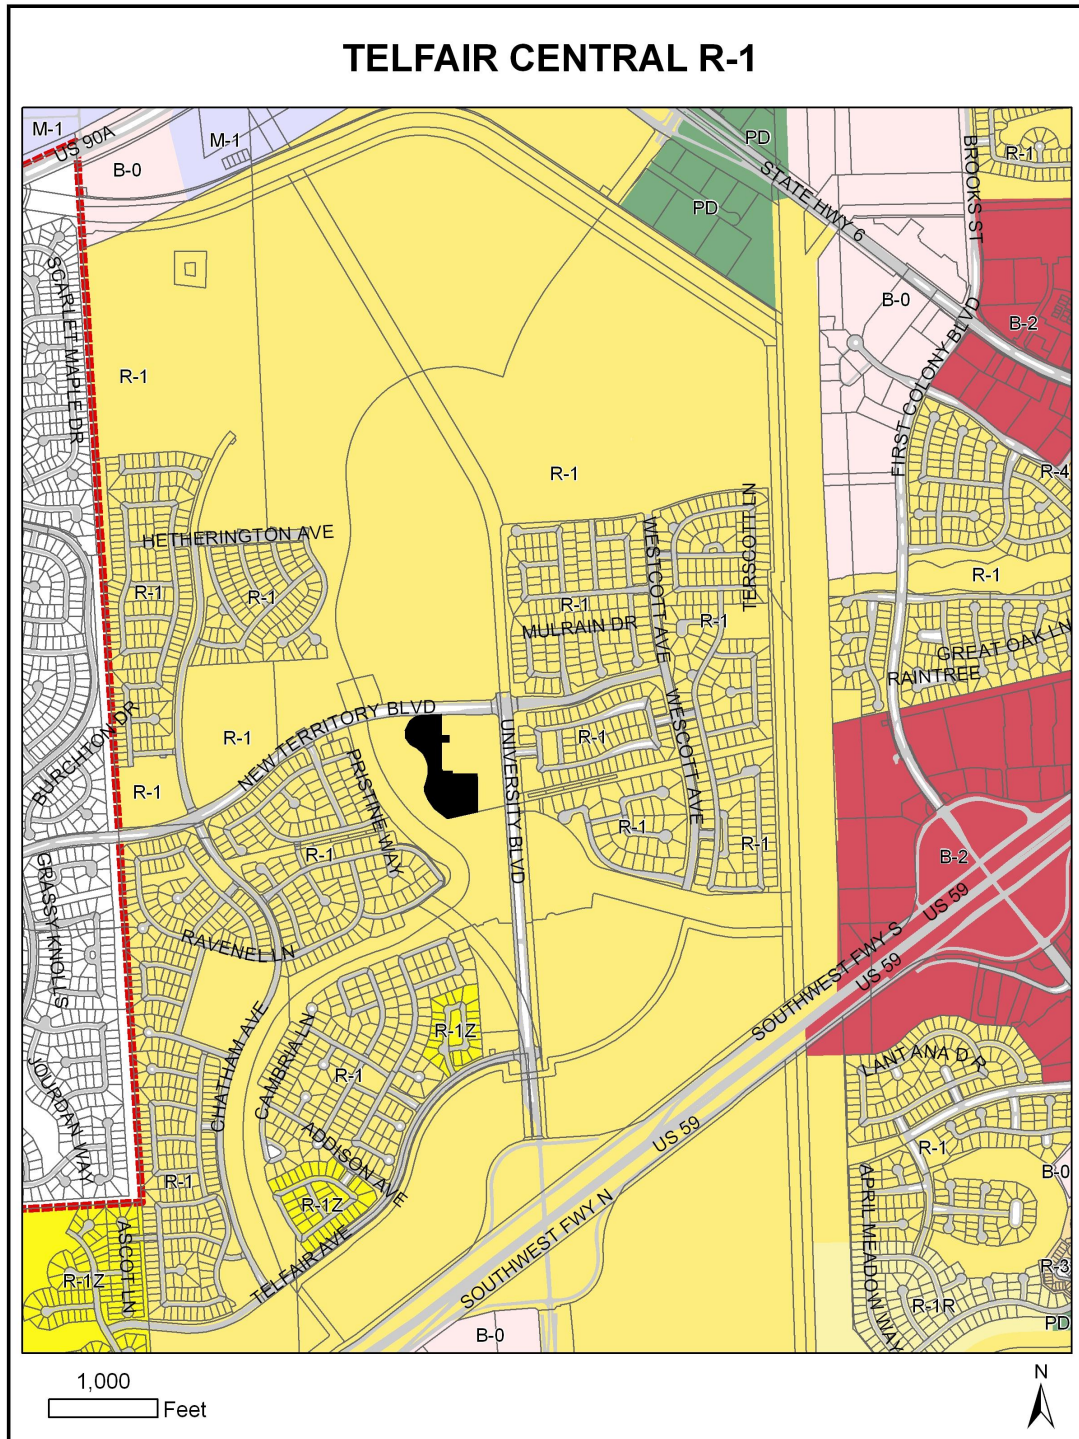 TELFAIR CENTRAL R-1
M-1
US 90A
M-1
B-0
PD
PD
STATE HWY 6
BROOKS ST
R-1
SCARLET MAPLE DR
B-0
B-2
FIRST COLONY BLVD
R-1
R-1
R-4
HETHERINGTON AVE
WESTCOTT AVE
TERSCOTT LN
R-1
R-1
R-1
R-1
R-1
MULRAIN DR
GREAT OAK LN
RAINTREE
BURCHTON DR
NEW TERRITORY BLVD
WESCOTT AVE
R-1
R-1
R-1
PRISTINE WAY
UNIVERSITY BLVD
R-1
R-1
R-1
B-2
GRASSY KNOLLS
RAVENEL LN
US 59
SOUTHWEST FWY S
US 59
CHATHAM AVE
CAMBRIA LN
R-1Z
R-1
LANTANA DR
JOURDAN WAY
ADDISON AVE
US 59
R-1
R-1
R-1Z
APRIL MEADOW WAY
B-0
ASCOT LN
TELFAIR AVE
SOUTHWEST FWY N
R-1Z
R-3
R-1R
PD
B-0
1,000
Feet
N